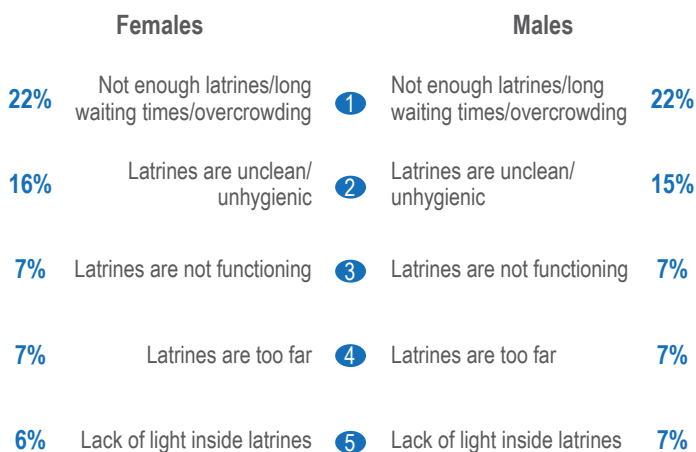 Females Males
22% Not enough latrines/long waiting times/overcrowding 1 Not enough latrines/long waiting times/overcrowding 22%
16% Latrines are unclean/ unhygienic 2 Latrines are unclean/ unhygienic 15%
7% Latrines are not functioning 3 Latrines are not functioning 7%
7% Latrines are too far 4 Latrines are too far 7%
6% Lack of light inside latrines 5 Lack of light inside latrines 7%